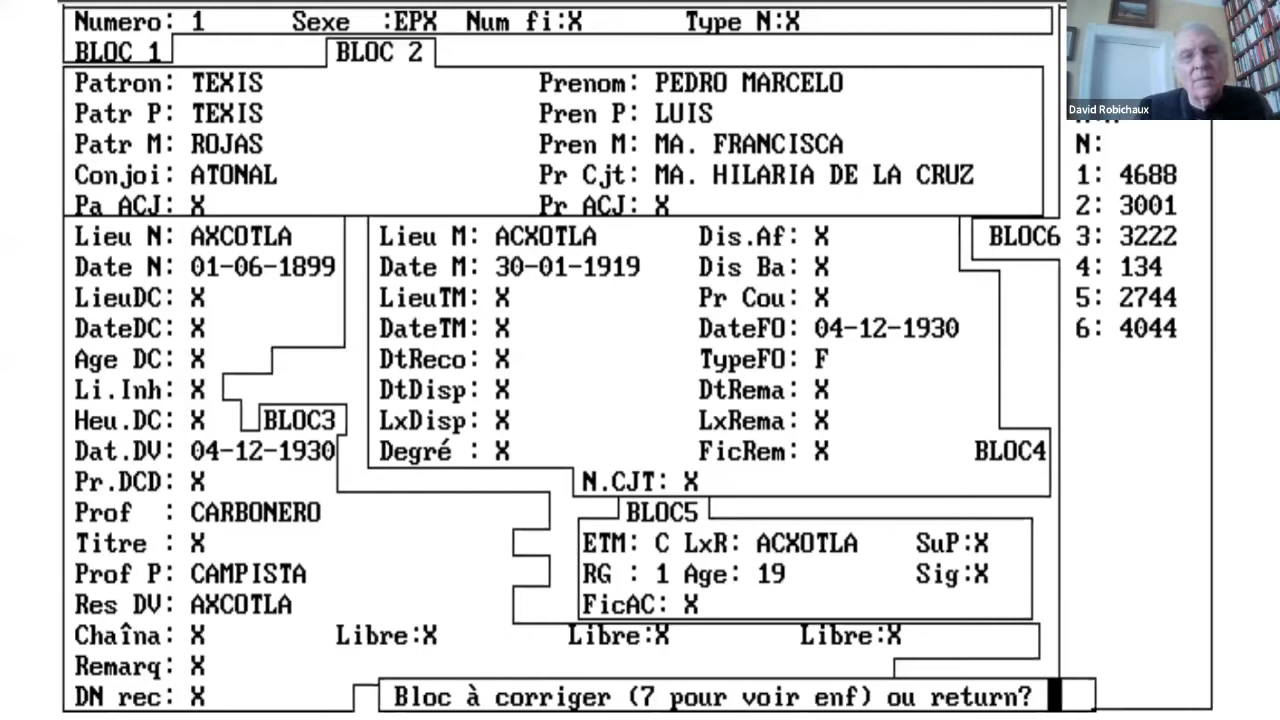 Numero: 1 Sexe :EPX Num fi:X Type N:X
BLOC 1 BLOC 2
Patron: TEXIS Prenom: PEDRO MARCELO
Patr P: TEXIS Pren P: LUIS
Patr M: ROJAS Pren M: MA. FRANCISCA
Conjoi: ATONAL Pr Cjt: MA. HILARIA DE LA CRUZ
Pa ACJ: X Pr ACJ: X
Lieu N: AXCOTLA Lieu M: ACXOTLA Dis.Af: X BLOC6
Date N: 01-06-1899 Date M: 30-01-1919 Dis Ba: X
LieuDC: X LieuTM: X Pr Cou: X
DateDC: X DateTM: X DateFO: 04-12-1930
Age DC: X DtReco: X TypeFO: F
Li.Inh: X DtDisp: X DtRema: X
Heu.DC: X BLOC3 LxDisp: X LxRema: X
Dat.DV: 04-12-1930 Degré : X FicRem: X BLOC4
Pr.DCD: X N.CJT: X
Prof : CARBONERO BLOC5
Titre : X ETM: C LxR: ACXOTLA SuP:X
Prof P: CAMPISTA RG : 1 Age: 19 Sig:X
Res DV: AXCOTLA FicAC: X
Chaîna: X Libre:X Libre:X Libre:X
Remarq: X
DN rec: X Bloc à corriger (7 pour voir enf) ou return?
David Robichaux
N:
1: 4688
2: 3001
3: 3222
4: 134
5: 2744
6: 4044